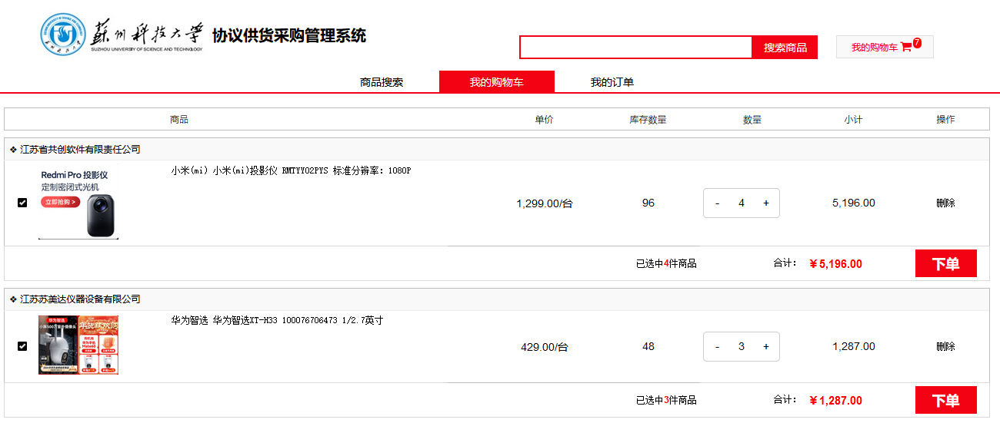 蘇州科技大學
SUZHOU UNIVERSITY OF SCIENCE AND TECHNOLOGY
协议供货采购管理系统
搜索商品
我的购物车 7
商品搜索 我的购物车 我的订单
商品 单价 库存数量 数量 小计 操作
❖ 江苏省共创软件有限责任公司
Redmi Pro 投影仪
定制密闭式光机
立即抢购 >
小米(mi) 小米(mi)投影仪 RMTYY02PYS 标准分辨率：1080P
1,299.00/台 96 - 4 + 5,196.00 删除
已选中4件商品 合计： ¥5,196.00 下单
❖ 江苏苏美达仪器设备有限公司
华为智选
华为智选 华为智选XT-H33 100076706473 1/2.7英寸
429.00/台 48 - 3 + 1,287.00 删除
已选中3件商品 合计： ¥1,287.00 下单